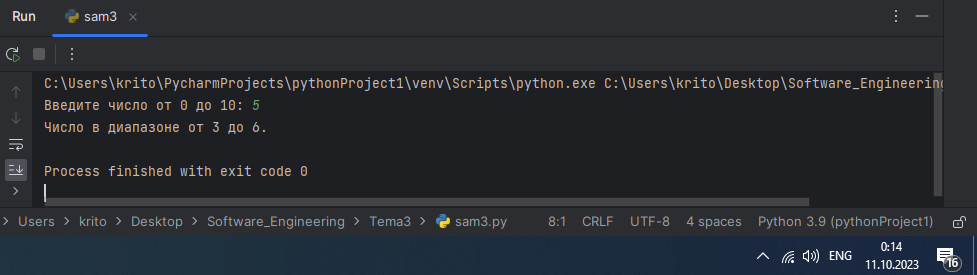 Run sam3
C:\Users\krito\PycharmProjects\pythonProject1\venv\Scripts\python.exe C:\Users\krito\Desktop\Software_Engineering
Введите число от 0 до 10: 5
Число в диапазоне от 3 до 6.
Process finished with exit code 0
Users > krito > Desktop > Software_Engineering > Tema3 > sam3.py 8:1 CRLF UTF-8 4 spaces Python 3.9 (pythonProject1)
ENG 0:14
11.10.2023 16